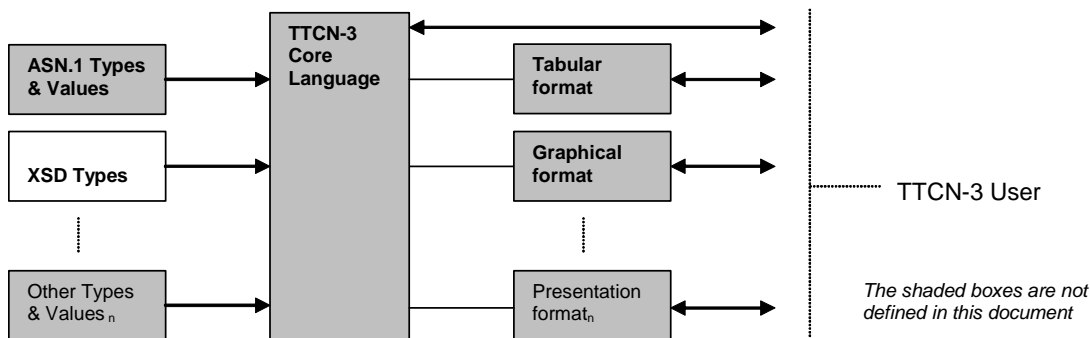 TTCN-3
Core
Language
ASN.1 Types
& Values
Tabular
format
XSD Types
Graphical
format
TTCN-3 User
Other Types
& Values n
Presentation
formatn
The shaded boxes are not
defined in this document